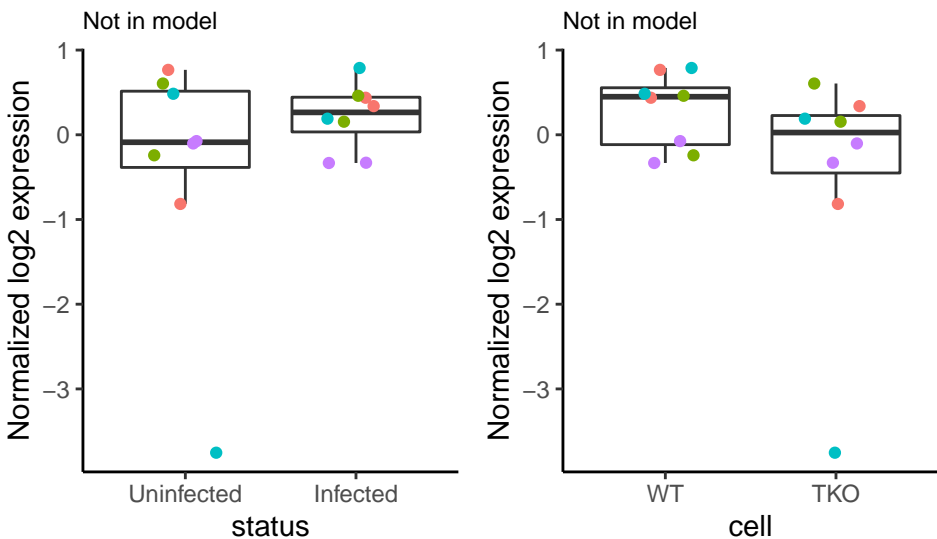 Not in model
Normalized log2 expression
1
0
−1
−2
−3
Uninfected
Infected
status
Not in model
Normalized log2 expression
1
0
−1
−2
−3
WT
TKO
cell